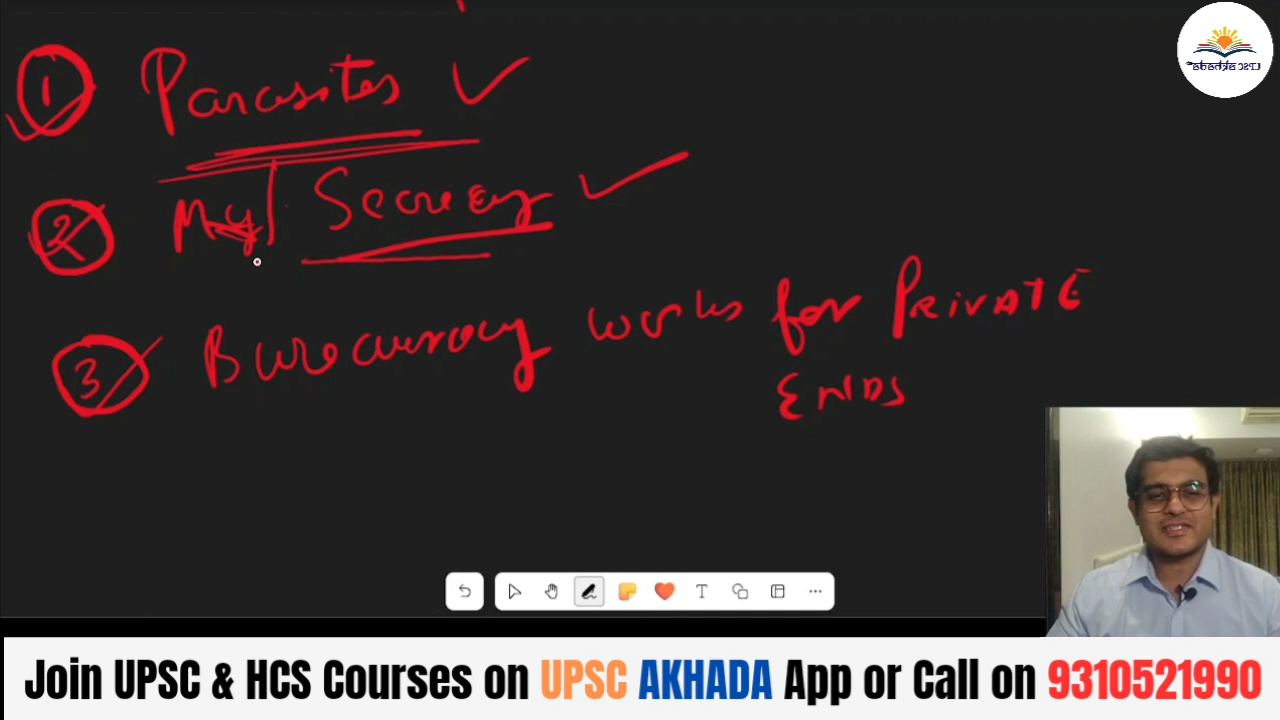 1 Parasites
2 My Secrecy
3 Bureaucracy works for PRIVATE
ENDS
T
Join UPSC & HCS Courses on UPSC AKHADA App or Call on 9310521990